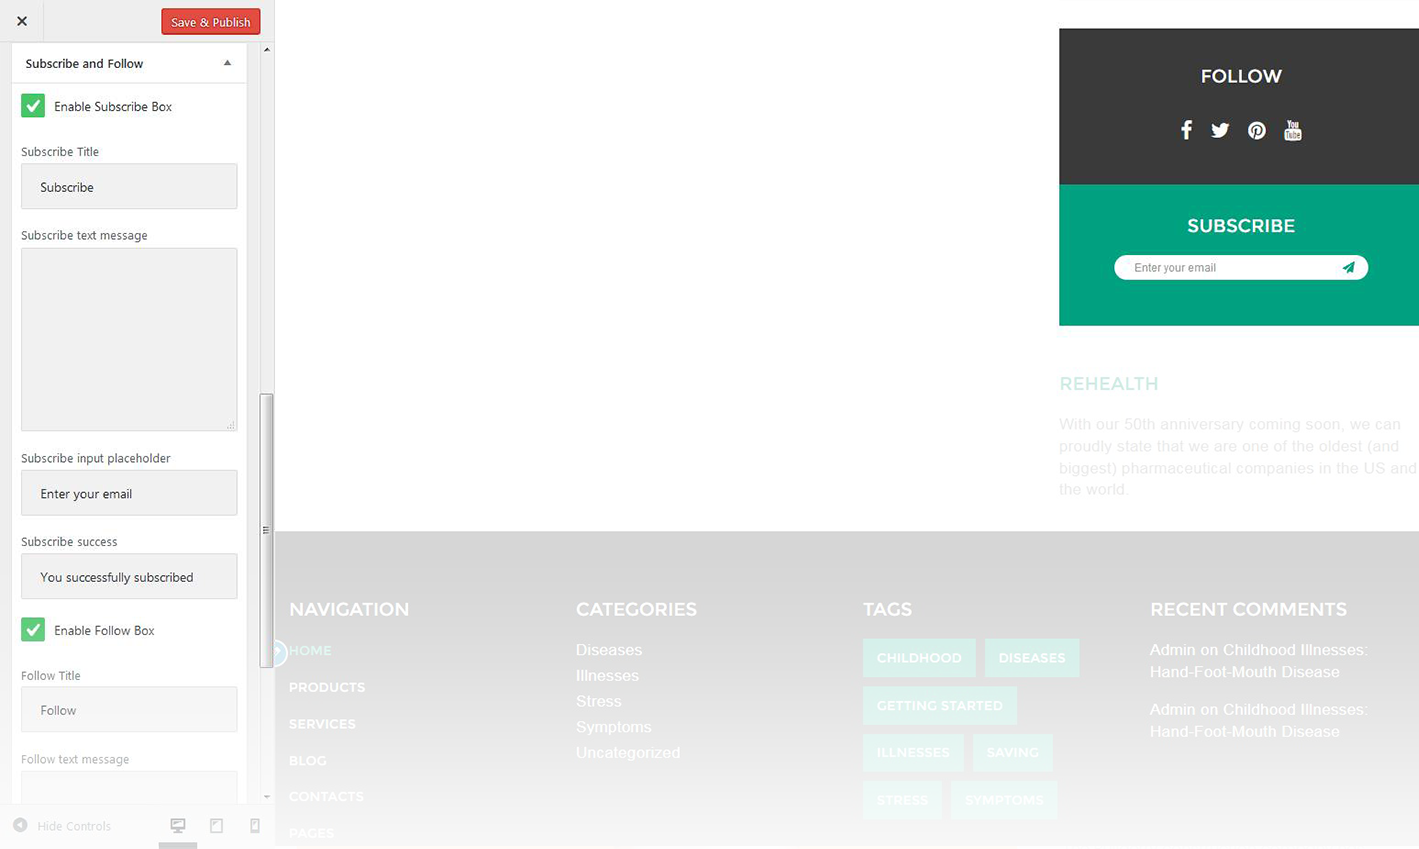 Save & Publish
Subscribe and Follow
Enable Subscribe Box
Subscribe Title
Subscribe
Subscribe text message
Subscribe input placeholder
Enter your email
Subscribe success
You successfully subscribed
Enable Follow Box
Follow Title
Follow
Follow text message
Hide Controls
FOLLOW
You
Tube
SUBSCRIBE
Enter your email
REHEALTH
With our 50th anniversary coming soon, we can
proudly state that we are one of the oldest (and
biggest) pharmaceutical companies in the US and
the world.
NAVIGATION
HOME
PRODUCTS
SERVICES
BLOG
CONTACTS
PAGES
CATEGORIES
Diseases
Illnesses
Stress
Symptoms
Uncategorized
TAGS
CHILDHOOD DISEASES
GETTING STARTED
ILLNESSES SAVING
STRESS SYMPTOMS
RECENT COMMENTS
Admin on Childhood Illnesses:
Hand-Foot-Mouth Disease
Admin on Childhood Illnesses:
Hand-Foot-Mouth Disease